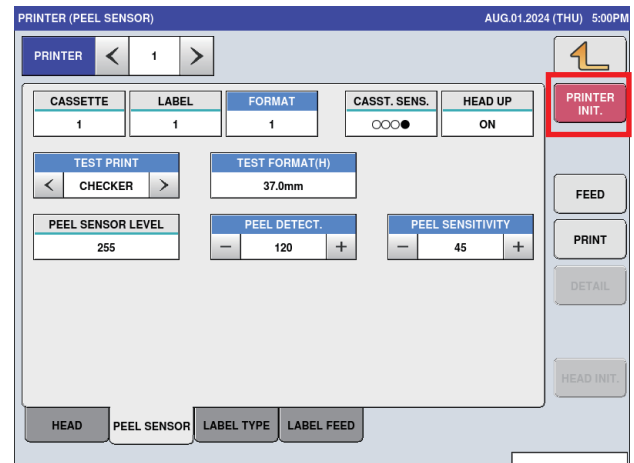 PRINTER (PEEL SENSOR) AUG.01.2024 (THU) 5:00PM
PRINTER < 1 >
PRINTER INIT.
CASSETTE LABEL FORMAT CASST. SENS. HEAD UP
1 1 1 ○○○● ON
TEST PRINT TEST FORMAT(H)
< CHECKER > 37.0mm
FEED
PEEL SENSOR LEVEL PEEL DETECT. PEEL SENSITIVITY
255 − 120 + − 45 +
PRINT
DETAIL
HEAD INIT.
HEAD PEEL SENSOR LABEL TYPE LABEL FEED